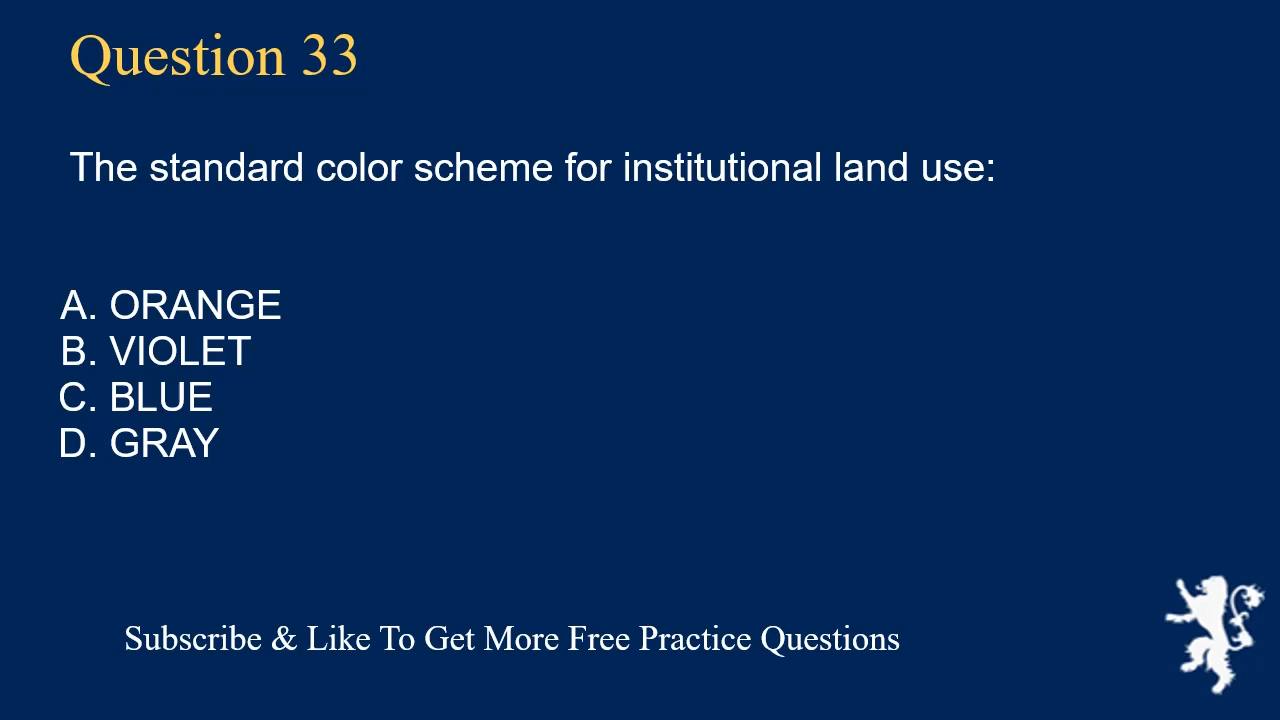 Question 33
The standard color scheme for institutional land use:
A. ORANGE
B. VIOLET
C. BLUE
D. GRAY
Subscribe & Like To Get More Free Practice Questions